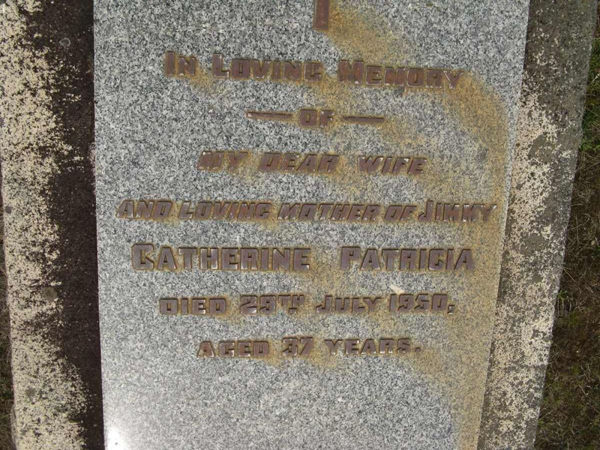 IN LOVING MEMORY
— OF —
MY DEAR WIFE
AND LOVING MOTHER OF JIMMY
CATHERINE PATRICIA
DIED 29TH JULY 1950,
AGED 37 YEARS.